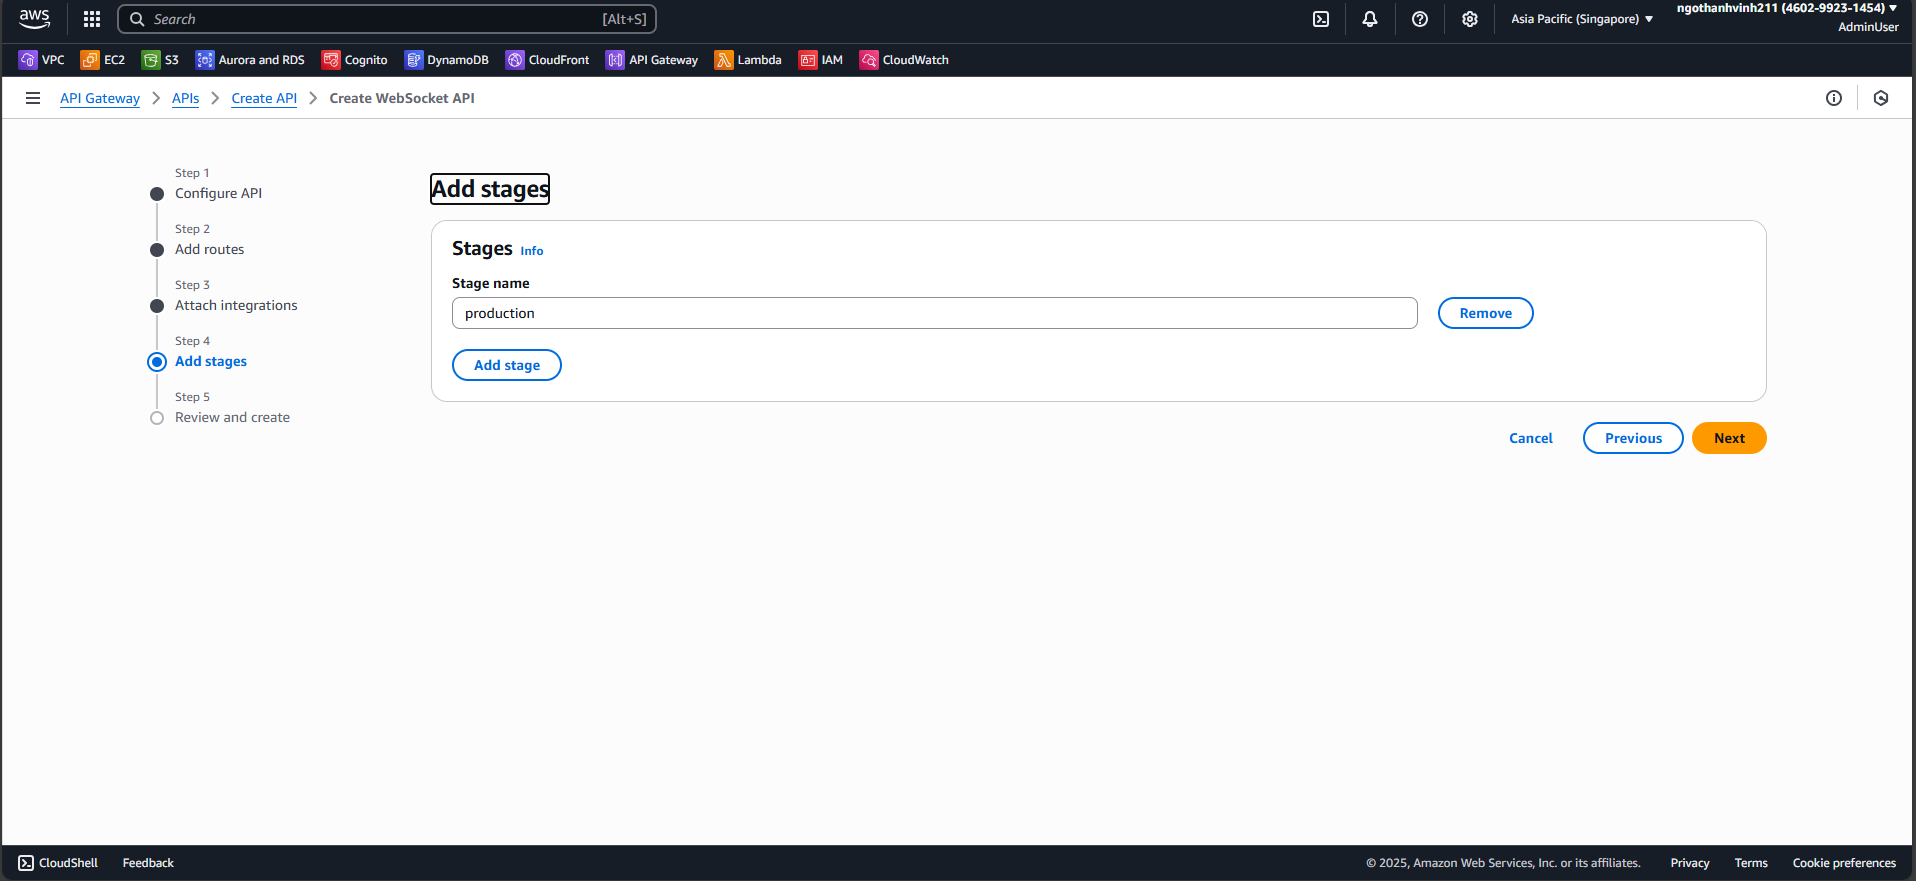 aws
Search [Alt+S]
Asia Pacific (Singapore)
ngothanhvinh211 (4602-9923-1454)
AdminUser
VPC EC2 S3 Aurora and RDS Cognito DynamoDB CloudFront API Gateway Lambda IAM CloudWatch
API Gateway APIs Create API Create WebSocket API
Step 1
Configure API
Step 2
Add routes
Step 3
Attach integrations
Step 4
Add stages
Step 5
Review and create
Add stages
Stages Info
Stage name
production Remove
Add stage
Cancel Previous Next
CloudShell Feedback © 2025, Amazon Web Services, Inc. or its affiliates. Privacy Terms Cookie preferences